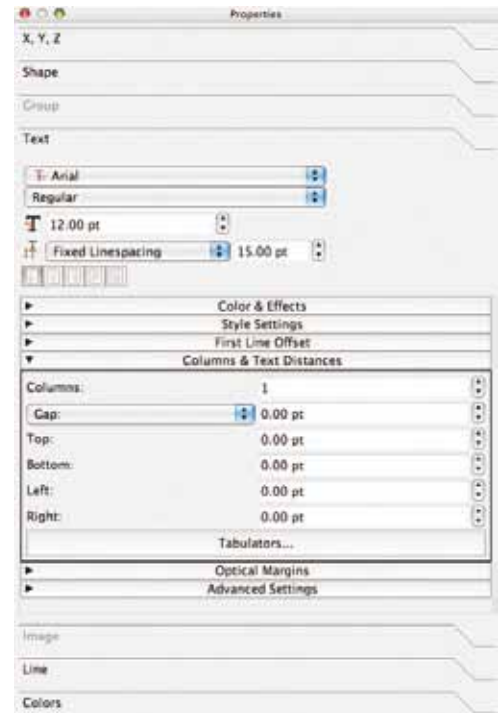 Properties
X, Y, Z
Shape
Group
Text
Arial
Regular
12.00 pt
Fixed Linespacing 15.00 pt
Color & Effects
Style Settings
First Line Offset
Columns & Text Distances
Columns: 1
Gap: 0.00 pt
Top: 0.00 pt
Bottom: 0.00 pt
Left: 0.00 pt
Right: 0.00 pt
Tabulators...
Optical Margins
Advanced Settings
Image
Line
Colors